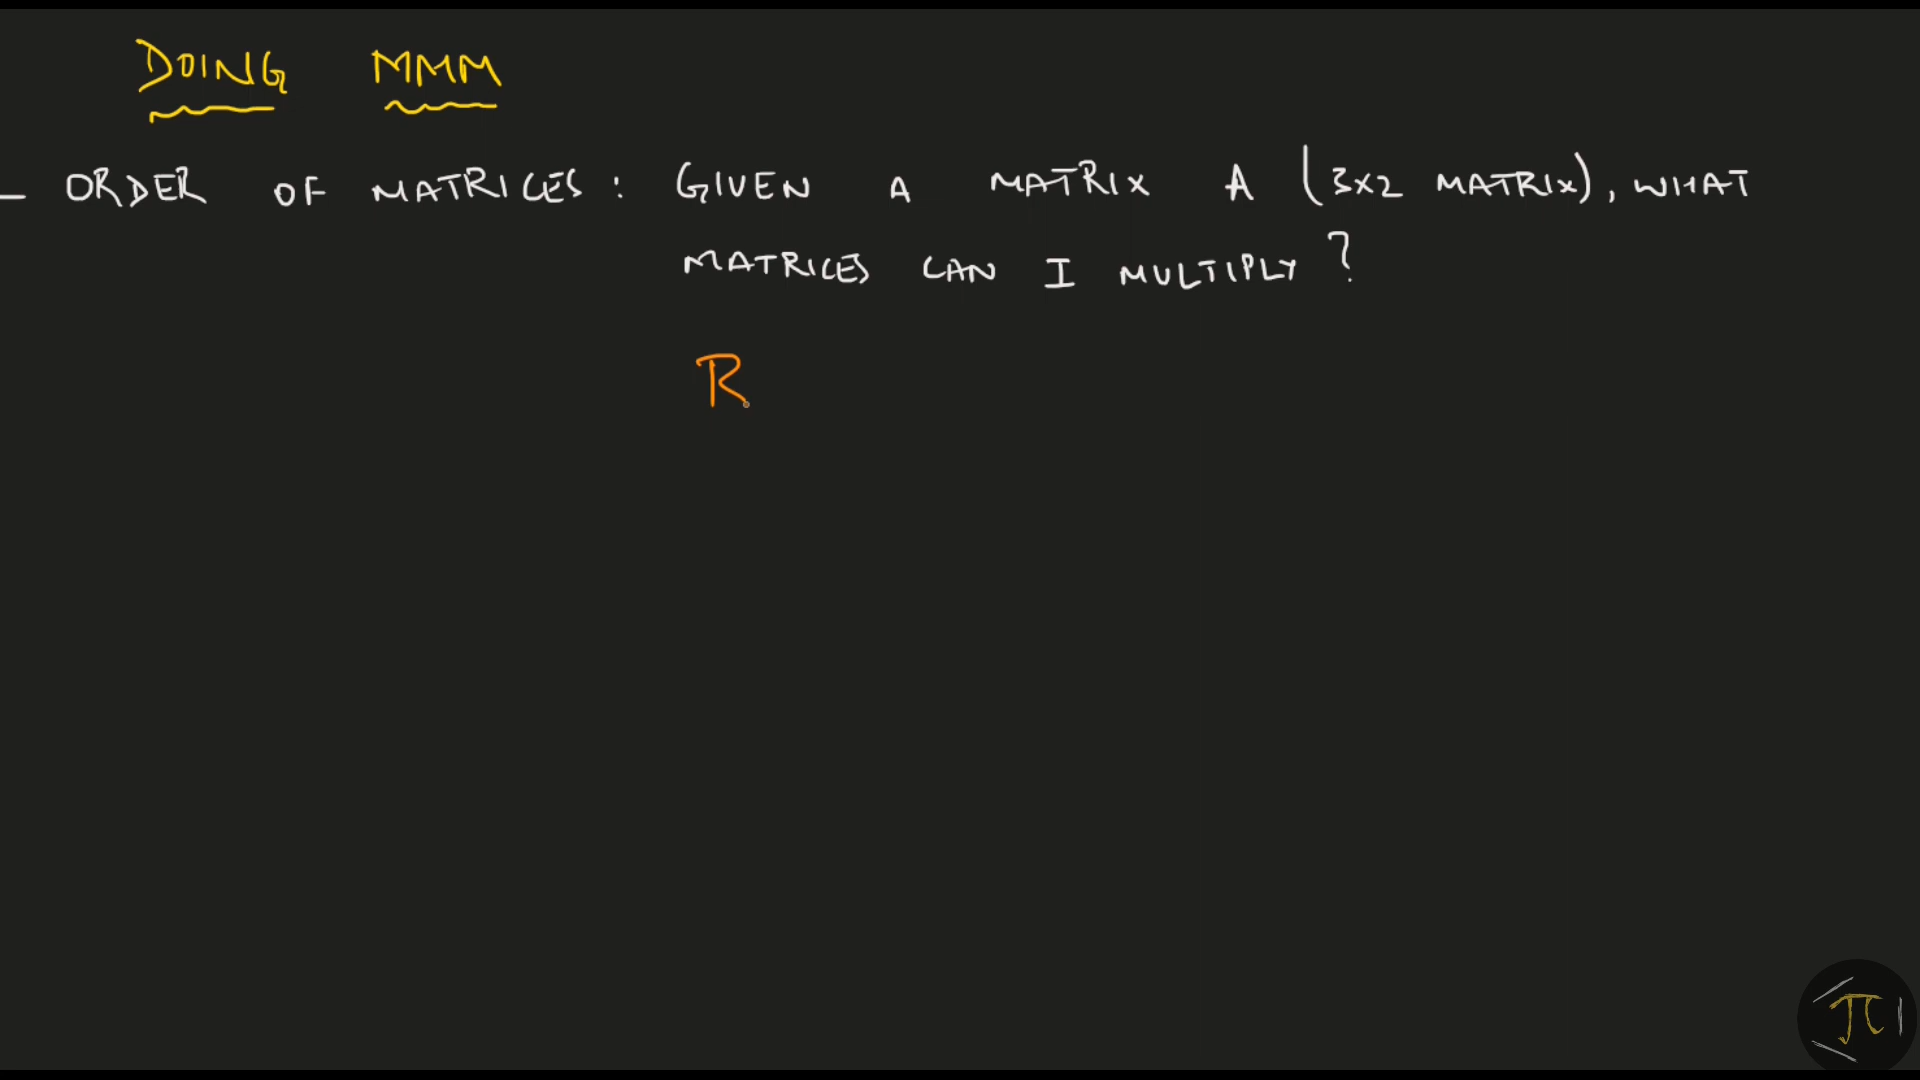 DOING MMM
- ORDER OF MATRICES : GIVEN A MATRIX A (3x2 MATRIX), WHAT
MATRICES CAN I MULTIPLY ?
R
π